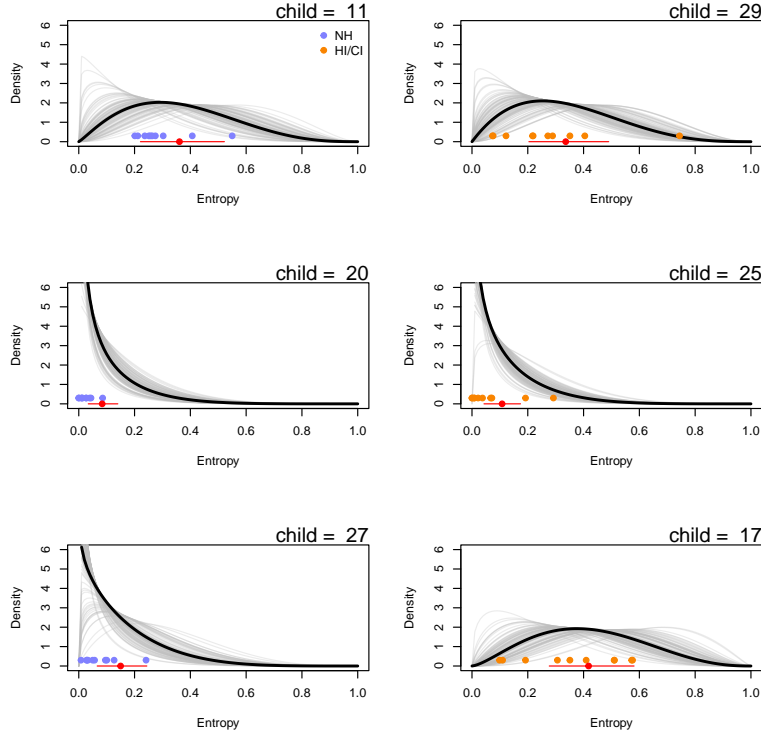 child = 11
Density
0 1 2 3 4 5 6
NH
HI/CI
0.0 0.2 0.4 0.6 0.8 1.0
Entropy
child = 29
Density
0 1 2 3 4 5 6
0.0 0.2 0.4 0.6 0.8 1.0
Entropy
child = 20
Density
0 1 2 3 4 5 6
0.0 0.2 0.4 0.6 0.8 1.0
Entropy
child = 25
Density
0 1 2 3 4 5 6
0.0 0.2 0.4 0.6 0.8 1.0
Entropy
child = 27
Density
0 1 2 3 4 5 6
0.0 0.2 0.4 0.6 0.8 1.0
Entropy
child = 17
Density
0 1 2 3 4 5 6
0.0 0.2 0.4 0.6 0.8 1.0
Entropy